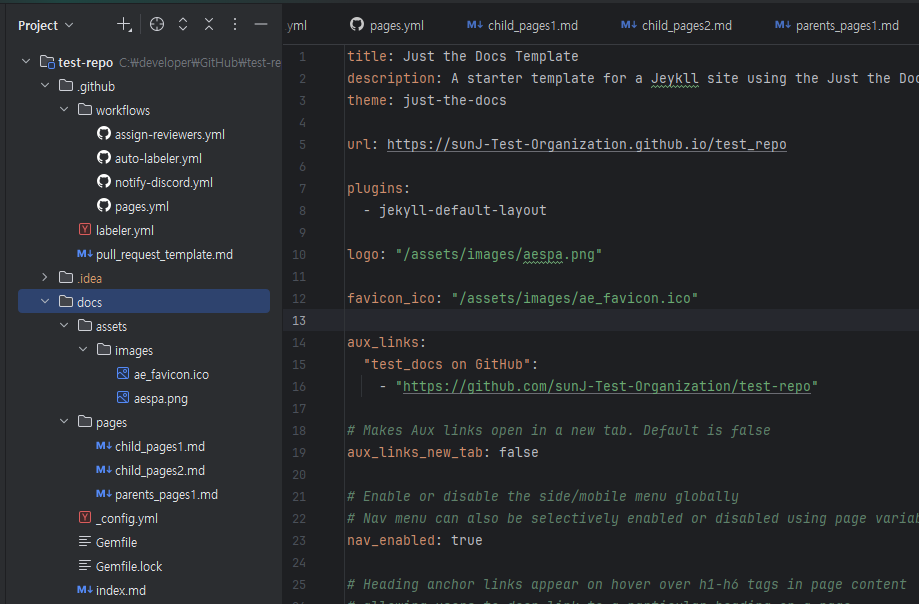 Project
test-repo C:₩developer₩GitHub₩test-re
.github
workflows
assign-reviewers.yml
auto-labeler.yml
notify-discord.yml
pages.yml
labeler.yml
pull_request_template.md
.idea
docs
assets
images
ae_favicon.ico
aespa.png
pages
child_pages1.md
child_pages2.md
parents_pages1.md
_config.yml
Gemfile
Gemfile.lock
index.md
yml pages.yml child_pages1.md child_pages2.md parents_pages1.md
1 title: Just the Docs Template
2 description: A starter template for a Jeykll site using the Just the Doc
3 theme: just-the-docs
4
5 url: https://sunJ-Test-Organization.github.io/test_repo
6
7 plugins:
8 - jekyll-default-layout
9
10 logo: "/assets/images/aespa.png"
11
12 favicon_ico: "/assets/images/ae_favicon.ico"
13
14 aux_links:
15 "test_docs on GitHub":
16 - "https://github.com/sunJ-Test-Organization/test-repo"
17
18 # Makes Aux links open in a new tab. Default is false
19 aux_links_new_tab: false
20
21 # Enable or disable the side/mobile menu globally
22 # Nav menu can also be selectively enabled or disabled using page variab
23 nav_enabled: true
24
25 # Heading anchor links appear on hover over h1-h6 tags in page content